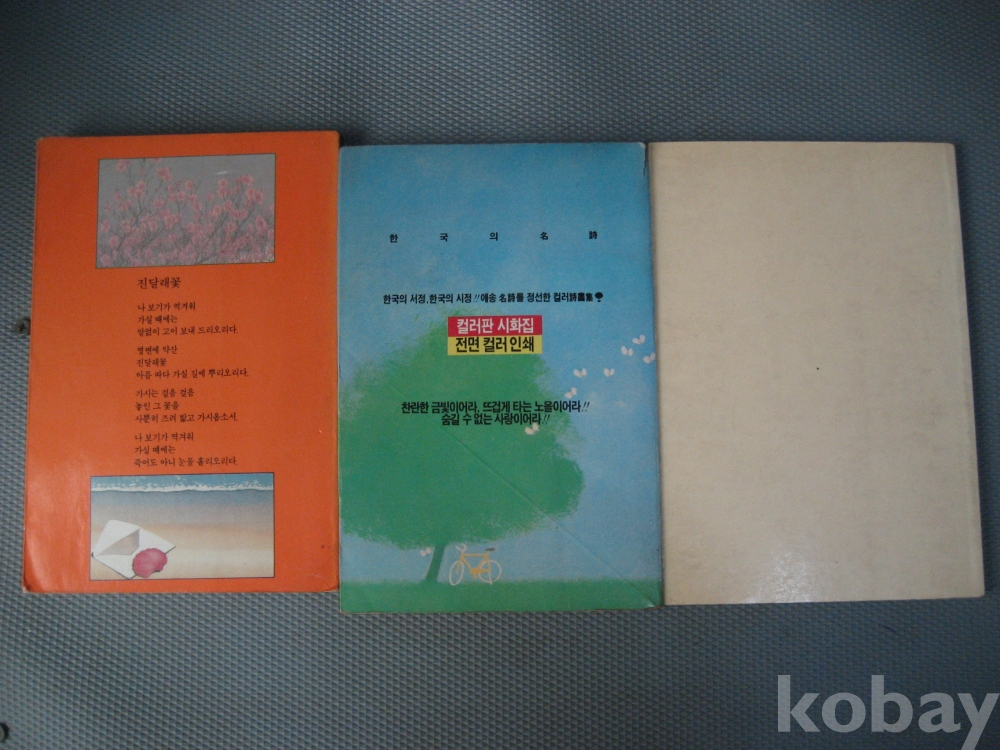 진달래꽃
나 보기가 역겨워
가실 때에는
말없이 고이 보내 드리오리다.
영변에 약산
진달래꽃
아름 따다 가실 길에 뿌리오리다.
가시는 걸음 걸음
놓인 그 꽃을
사뿐히 즈려 밟고 가시옵소서.
나 보기가 역겨워
가실 때에는
죽어도 아니 눈물 흘리오리다.
한 국 의 名 詩
한국의 서정, 한국의 시정!! 애송 名詩를 정선한 컬러詩畵集
컬러판 시화집
전면 컬러 인쇄
찬란한 금빛이어라, 뜨겁게 타는 노을이어라!!
숨길 수 없는 사랑이어라!!
kobay